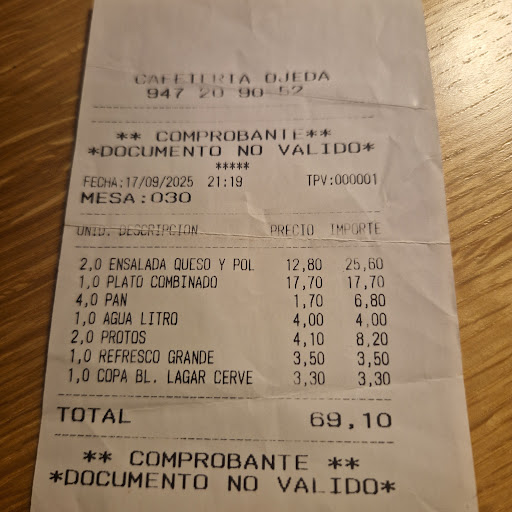 CAFETERIA OJEDA
947 20 90 52
** COMPROBANTE**
*DOCUMENTO NO VALIDO*
*****
FECHA:17/09/2025 21:19 TPV:000001
MESA:030
UNID. DESCRIPCION PRECIO IMPORTE
2,0 ENSALADA QUESO Y POL 12,80 25,60
1,0 PLATO COMBINADO 17,70 17,70
4,0 PAN 1,70 6,80
1,0 AGUA LITRO 4,00 4,00
2,0 PROTOS 4,10 8,20
1,0 REFRESCO GRANDE 3,50 3,50
1,0 COPA BL. LAGAR CERVE 3,30 3,30
TOTAL 69,10
** COMPROBANTE **
*DOCUMENTO NO VALIDO*